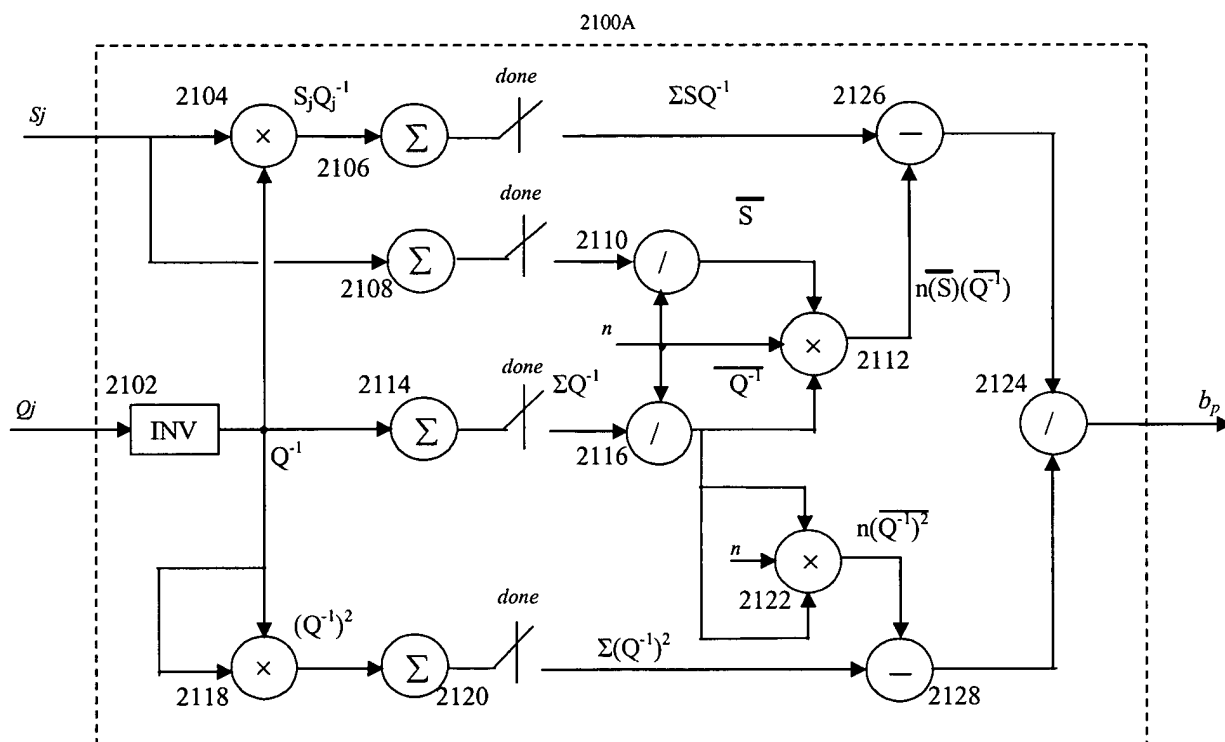 2100A
Sj
2104
×
SⱼQⱼ⁻¹
2106
Σ
done
ΣSQ⁻¹
2126
−
2108
Σ
done
2110
/
S̅
n(S̅)(Q̅⁻̅¹̅)
n
×
2112
Qj
2102
INV
Q⁻¹
2114
Σ
done
ΣQ⁻¹
2116
/
Q̅⁻̅¹̅
2124
/
bₚ
n
×
2122
n(Q̅⁻̅¹̅)̅²̅
2118
×
(Q⁻¹)²
Σ
2120
done
Σ(Q⁻¹)²
−
2128